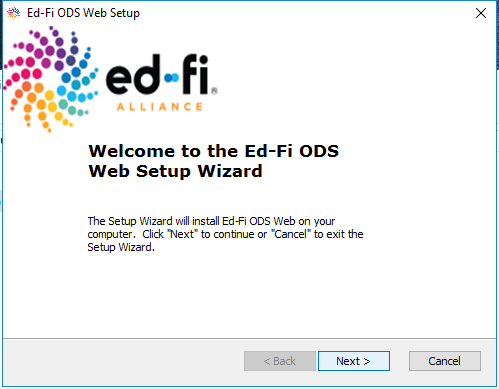 Ed-Fi ODS Web Setup
ed-fi®
ALLIANCE
Welcome to the Ed-Fi ODS
Web Setup Wizard
The Setup Wizard will install Ed-Fi ODS Web on your
computer.  Click "Next" to continue or "Cancel" to exit the
Setup Wizard.
< Back
Next >
Cancel